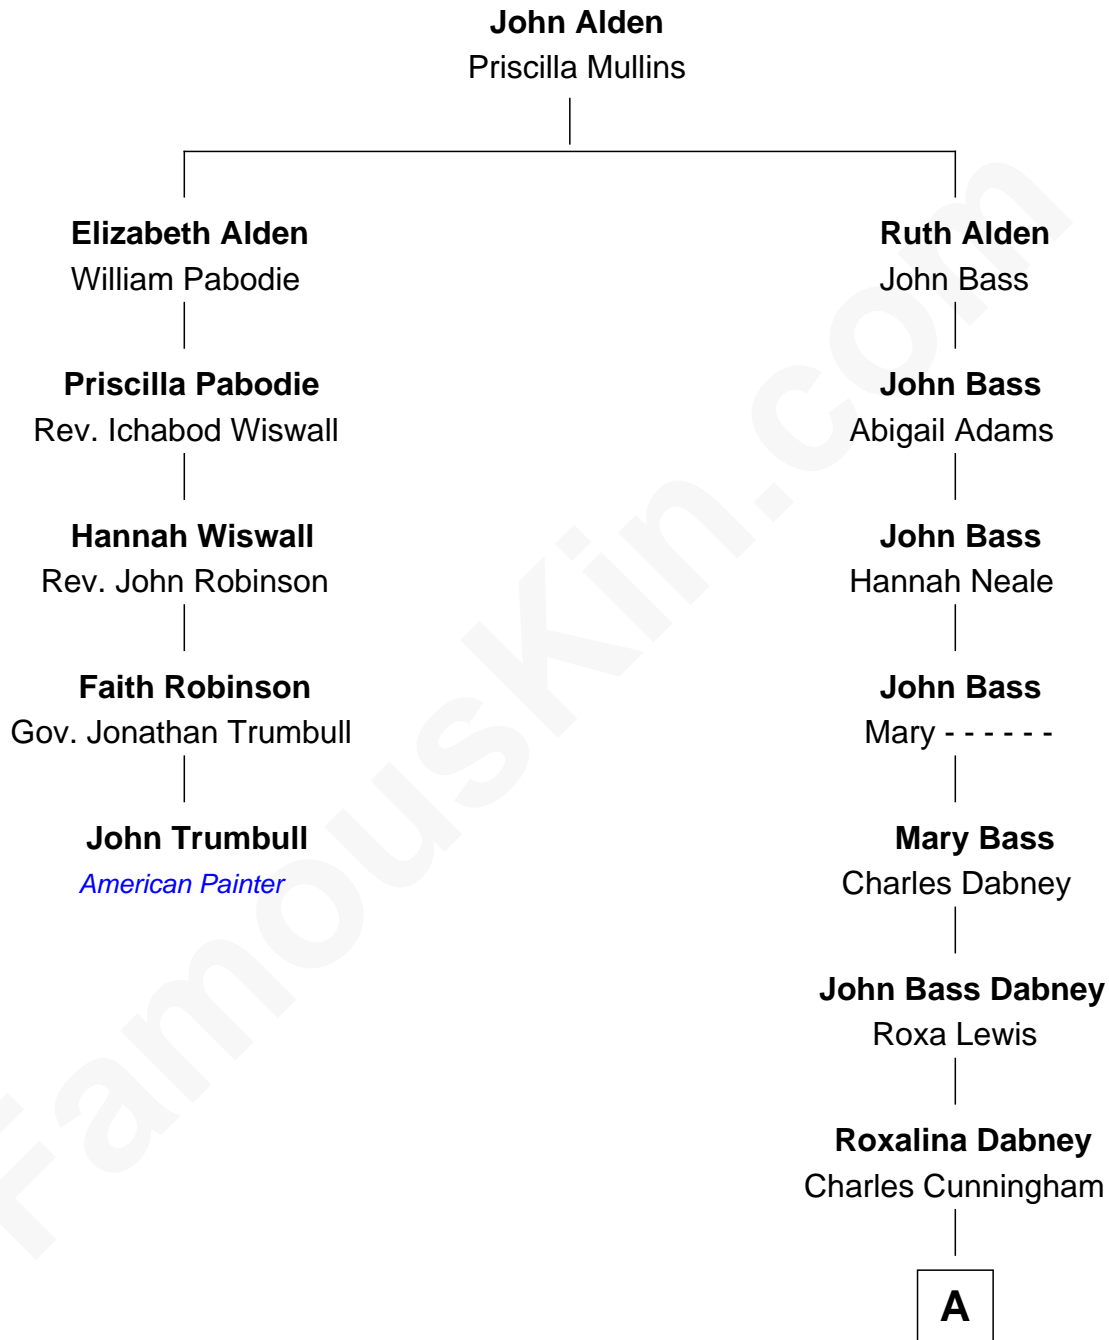 John Alden
Priscilla Mullins
Elizabeth Alden
William Pabodie
Priscilla Pabodie
Rev. Ichabod Wiswall
Hannah Wiswall
Rev. John Robinson
Faith Robinson
Gov. Jonathan Trumbull
John Trumbull
American Painter
Ruth Alden
John Bass
John Bass
Abigail Adams
John Bass
Hannah Neale
John Bass
Mary - - - - - -
Mary Bass
Charles Dabney
John Bass Dabney
Roxa Lewis
Roxalina Dabney
Charles Cunningham
A
FamousKin.com